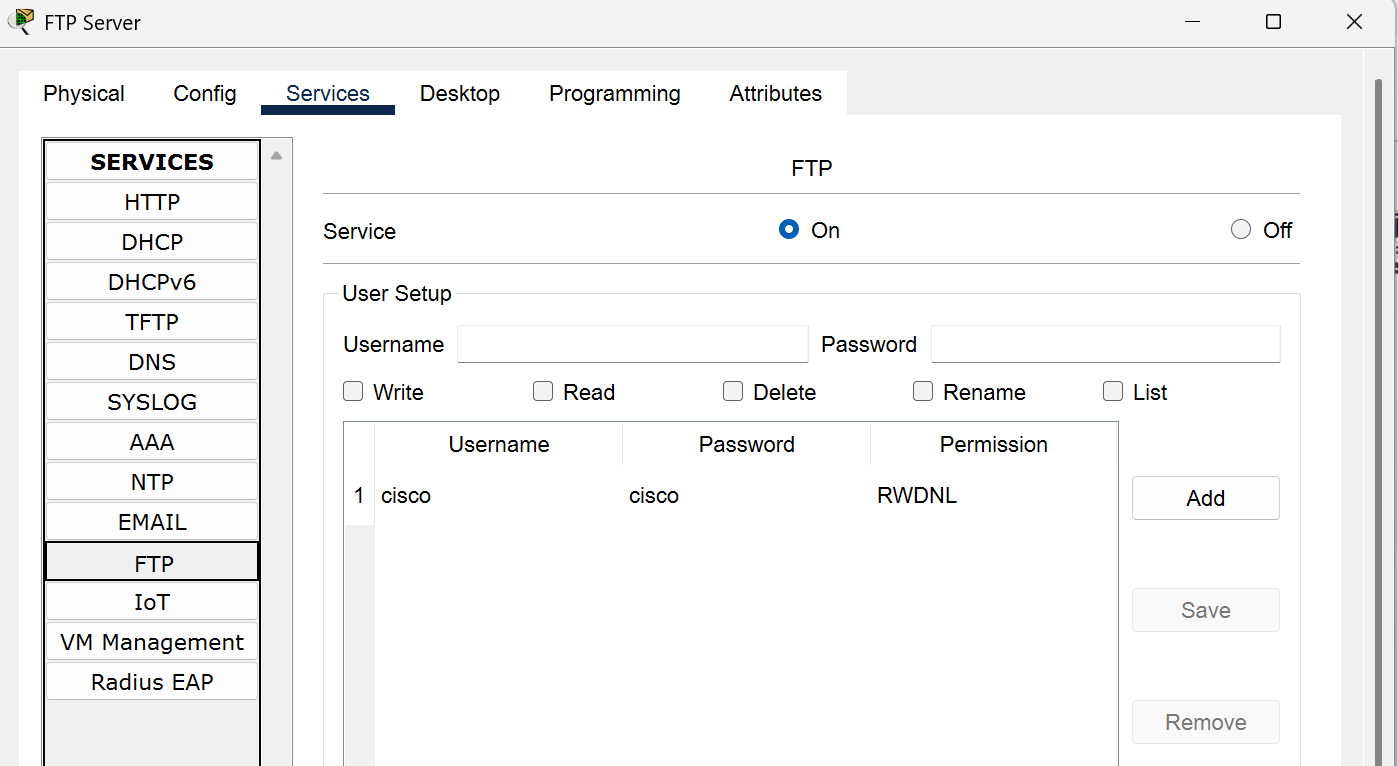 FTP Server
Physical Config Services Desktop Programming Attributes
SERVICES
HTTP
DHCP
DHCPv6
TFTP
DNS
SYSLOG
AAA
NTP
EMAIL
FTP
IoT
VM Management
Radius EAP
FTP
Service On Off
User Setup
Username Password
Write Read Delete Rename List
Username Password Permission
1 cisco cisco RWDNL
Add
Save
Remove